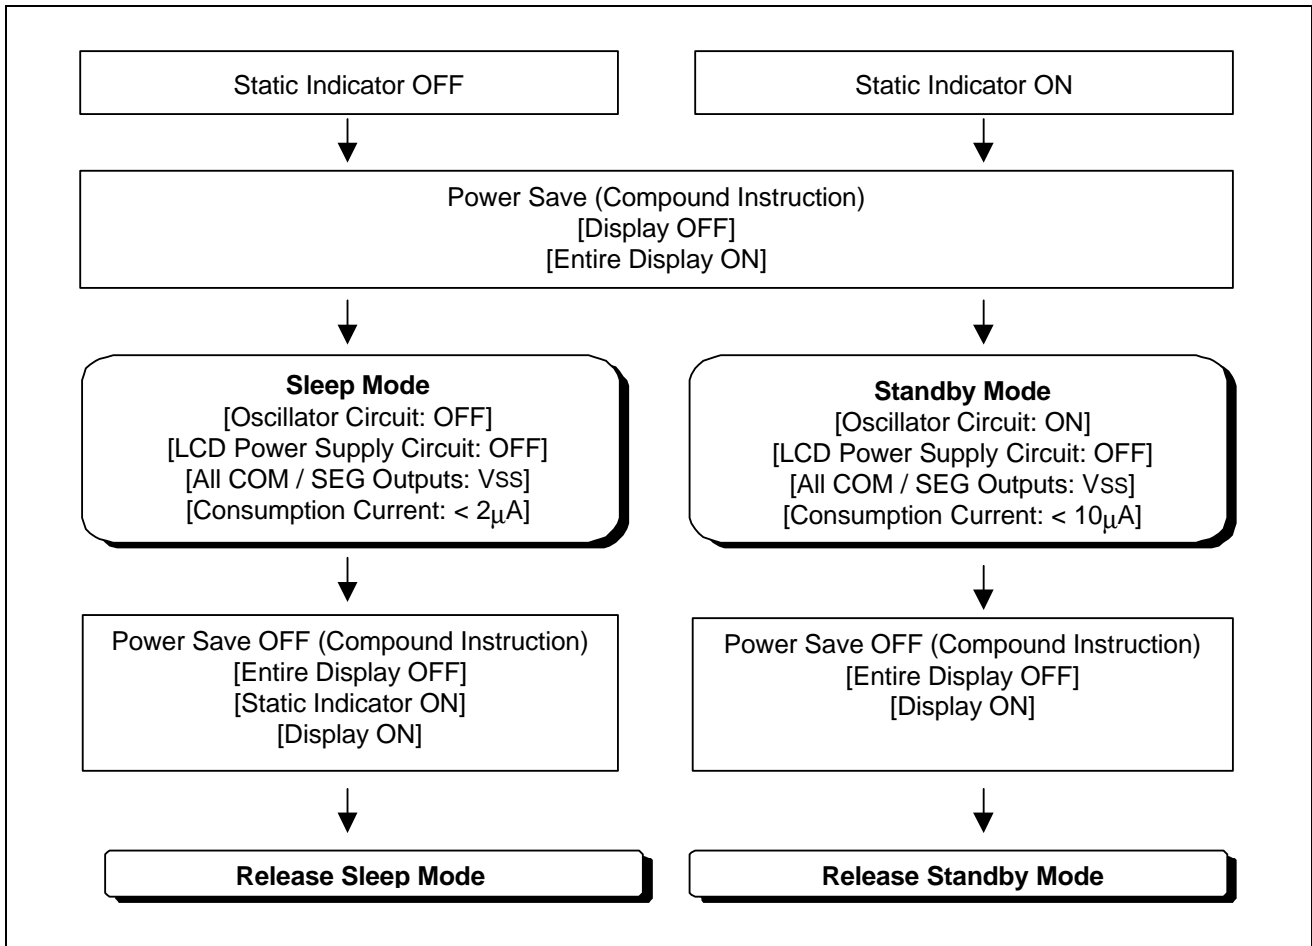 Static Indicator OFF
Static Indicator ON
Power Save (Compound Instruction)
[Display OFF]
[Entire Display ON]
Sleep Mode
[Oscillator Circuit: OFF]
[LCD Power Supply Circuit: OFF]
[All COM / SEG Outputs: VSS]
[Consumption Current: < 2μA]
Standby Mode
[Oscillator Circuit: ON]
[LCD Power Supply Circuit: OFF]
[All COM / SEG Outputs: VSS]
[Consumption Current: < 10μA]
Power Save OFF (Compound Instruction)
[Entire Display OFF]
[Static Indicator ON]
[Display ON]
Power Save OFF (Compound Instruction)
[Entire Display OFF]
[Display ON]
Release Sleep Mode
Release Standby Mode